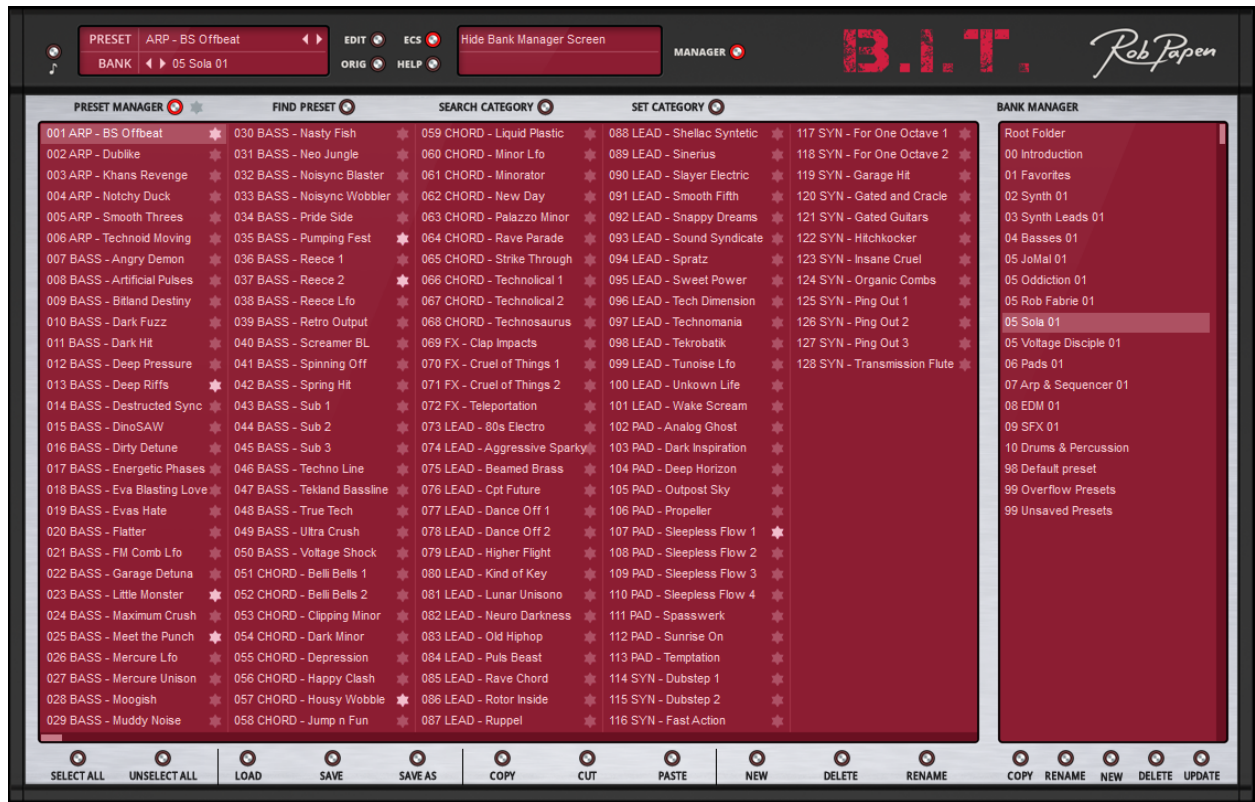 PRESET ARP - BS Offbeat EDIT ECS Hide Bank Manager Screen MANAGER B.I.T. Rob Papen
BANK 05 Sola 01 ORIG HELP
PRESET MANAGER FIND PRESET SEARCH CATEGORY SET CATEGORY BANK MANAGER
001 ARP - BS Offbeat 030 BASS - Nasty Fish 059 CHORD - Liquid Plastic 088 LEAD - Shellac Syntetic 117 SYN - For One Octave 1 Root Folder
002 ARP - Dublike 031 BASS - Neo Jungle 060 CHORD - Minor Lfo 089 LEAD - Sinerius 118 SYN - For One Octave 2 00 Introduction
003 ARP - Khans Revenge 032 BASS - Noisync Blaster 061 CHORD - Minorator 090 LEAD - Slayer Electric 119 SYN - Garage Hit 01 Favorites
004 ARP - Notchy Duck 033 BASS - Noisync Wobbler 062 CHORD - New Day 091 LEAD - Smooth Fifth 120 SYN - Gated and Cracle 02 Synth 01
005 ARP - Smooth Threes 034 BASS - Pride Side 063 CHORD - Palazzo Minor 092 LEAD - Snappy Dreams 121 SYN - Gated Guitars 03 Synth Leads 01
006 ARP - Technoid Moving 035 BASS - Pumping Fest 064 CHORD - Rave Parade 093 LEAD - Sound Syndicate 122 SYN - Hitchkocker 04 Basses 01
007 BASS - Angry Demon 036 BASS - Reece 1 065 CHORD - Strike Through 094 LEAD - Spratz 123 SYN - Insane Cruel 05 JoMal 01
008 BASS - Artificial Pulses 037 BASS - Reece 2 066 CHORD - Technolical 1 095 LEAD - Sweet Power 124 SYN - Organic Combs 05 Oddiction 01
009 BASS - Bitland Destiny 038 BASS - Reece Lfo 067 CHORD - Technolical 2 096 LEAD - Tech Dimension 125 SYN - Ping Out 1 05 Rob Fabrie 01
010 BASS - Dark Fuzz 039 BASS - Retro Output 068 CHORD - Technosaurus 097 LEAD - Technomania 126 SYN - Ping Out 2 05 Sola 01
011 BASS - Dark Hit 040 BASS - Screamer BL 069 FX - Clap Impacts 098 LEAD - Tekrobatik 127 SYN - Ping Out 3 05 Voltage Disciple 01
012 BASS - Deep Pressure 041 BASS - Spinning Off 070 FX - Cruel of Things 1 099 LEAD - Tunoise Lfo 128 SYN - Transmission Flute 06 Pads 01
013 BASS - Deep Riffs 042 BASS - Spring Hit 071 FX - Cruel of Things 2 100 LEAD - Unkown Life 07 Arp & Sequencer 01
014 BASS - Destructed Sync 043 BASS - Sub 1 072 FX - Teleportation 101 LEAD - Wake Scream 08 EDM 01
015 BASS - DinoSAW 044 BASS - Sub 2 073 LEAD - 80s Electro 102 PAD - Analog Ghost 09 SFX 01
016 BASS - Dirty Detune 045 BASS - Sub 3 074 LEAD - Aggressive Sparky 103 PAD - Dark Inspiration 10 Drums & Percussion
017 BASS - Energetic Phases 046 BASS - Techno Line 075 LEAD - Beamed Brass 104 PAD - Deep Horizon 98 Default preset
018 BASS - Eva Blasting Love 047 BASS - Tekland Bassline 076 LEAD - Cpt Future 105 PAD - Outpost Sky 99 Overflow Presets
019 BASS - Evas Hate 048 BASS - True Tech 077 LEAD - Dance Off 1 106 PAD - Propeller 99 Unsaved Presets
020 BASS - Flatter 049 BASS - Ultra Crush 078 LEAD - Dance Off 2 107 PAD - Sleepless Flow 1
021 BASS - FM Comb Lfo 050 BASS - Voltage Shock 079 LEAD - Higher Flight 108 PAD - Sleepless Flow 2
022 BASS - Garage Detuna 051 CHORD - Belli Bells 1 080 LEAD - Kind of Key 109 PAD - Sleepless Flow 3
023 BASS - Little Monster 052 CHORD - Belli Bells 2 081 LEAD - Lunar Unisono 110 PAD - Sleepless Flow 4
024 BASS - Maximum Crush 053 CHORD - Clipping Minor 082 LEAD - Neuro Darkness 111 PAD - Spasswerk
025 BASS - Meet the Punch 054 CHORD - Dark Minor 083 LEAD - Old Hiphop 112 PAD - Sunrise On
026 BASS - Mercure Lfo 055 CHORD - Depression 084 LEAD - Puls Beast 113 PAD - Temptation
027 BASS - Mercure Unison 056 CHORD - Happy Clash 085 LEAD - Rave Chord 114 SYN - Dubstep 1
028 BASS - Moogish 057 CHORD - Housy Wobble 086 LEAD - Rotor Inside 115 SYN - Dubstep 2
029 BASS - Muddy Noise 058 CHORD - Jump n Fun 087 LEAD - Ruppel 116 SYN - Fast Action
SELECT ALL UNSELECT ALL LOAD SAVE SAVE AS COPY CUT PASTE NEW DELETE RENAME COPY RENAME NEW DELETE UPDATE